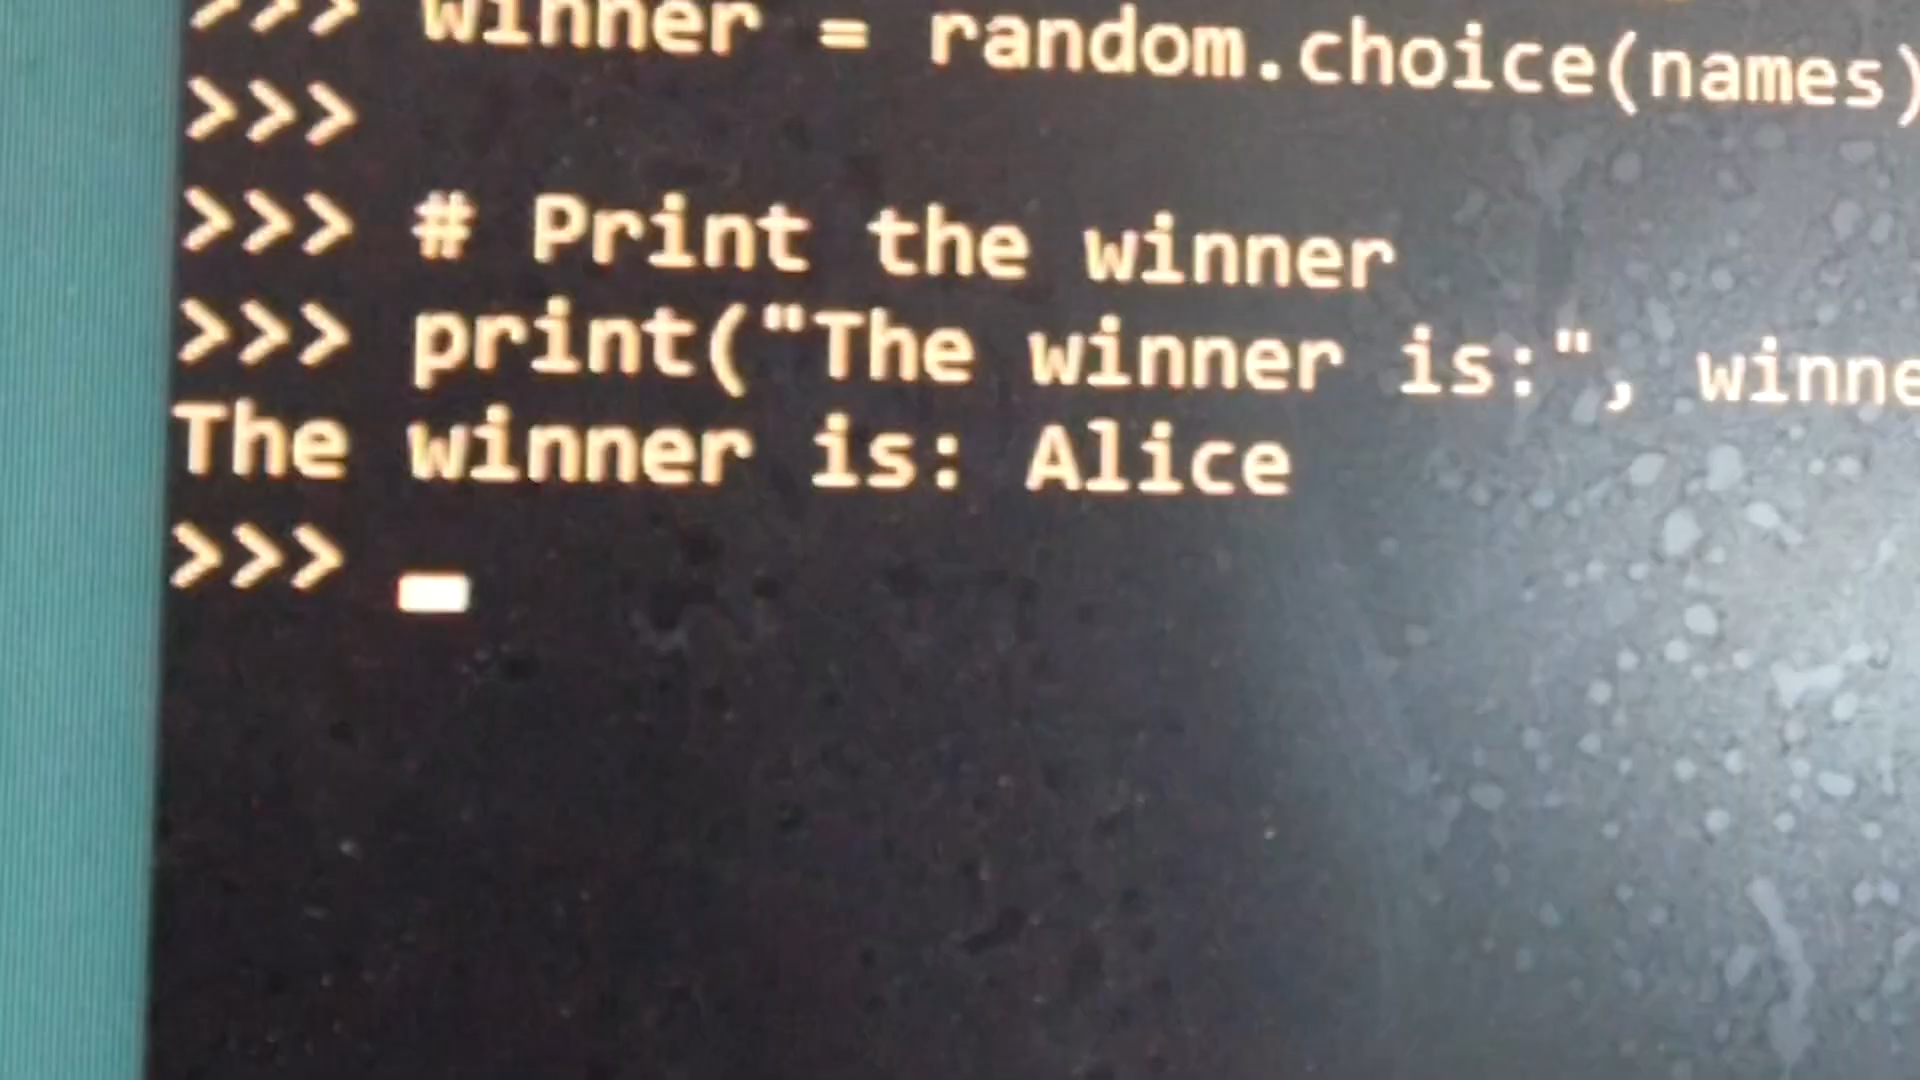 >>> winner = random.choice(names)
>>>
>>> # Print the winner
>>> print("The winner is:", winne
The winner is: Alice
>>>